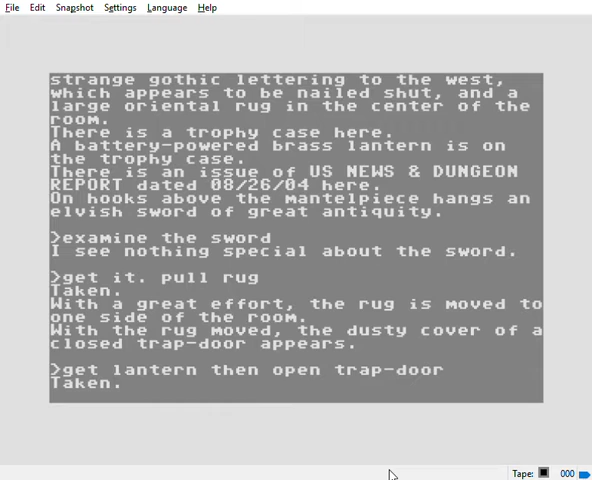 File Edit Snapshot Settings Language Help
strange gothic lettering to the west,
which appears to be nailed shut, and a
large oriental rug in the center of the
room.
There is a trophy case here.
A battery-powered brass lantern is on
the trophy case.
There is an issue of US NEWS & DUNGEON
REPORT dated 08/26/04 here.
On hooks above the mantelpiece hangs an
elvish sword of great antiquity.
>examine the sword
I see nothing special about the sword.
>get it. pull rug
Taken.
With a great effort, the rug is moved to
one side of the room.
With the rug moved, the dusty cover of a
closed trap-door appears.
>get lantern then open trap-door
Taken.
Tape: 000